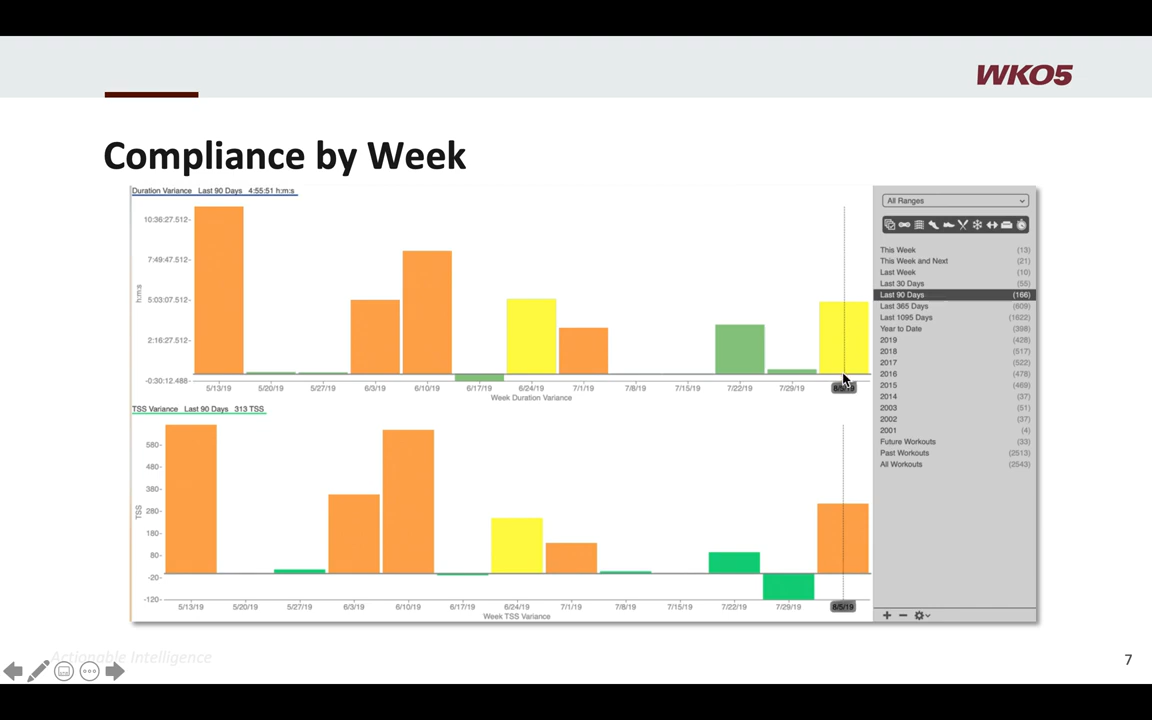 WKO5
Compliance by Week
Duration Variance Last 90 Days 4:55:51 h:m:s
10:36:27.512-
7:49:47.512-
5:03:07.512-
2:16:27.512-
-0:30:12.488-
h:m:s
5/13/19 5/20/19 5/27/19 6/3/19 6/10/19 6/17/19 6/24/19 7/1/19 7/8/19 7/15/19 7/22/19 7/29/19 8/5/19
Week Duration Variance
TSS Variance Last 90 Days 313 TSS
580-
480-
380-
280-
180-
80-
-20-
-120-
TSS
5/13/19 5/20/19 5/27/19 6/3/19 6/10/19 6/17/19 6/24/19 7/1/19 7/8/19 7/15/19 7/22/19 7/29/19 8/5/19
Week TSS Variance
All Ranges
This Week (13)
This Week and Next (21)
Last Week (10)
Last 30 Days (55)
Last 90 Days (166)
Last 365 Days (609)
Last 1095 Days (1622)
Year to Date (398)
2019 (428)
2018 (517)
2017 (522)
2016 (478)
2015 (469)
2014 (37)
2003 (51)
2002 (37)
2001 (4)
Future Workouts (33)
Past Workouts (2513)
All Workouts (2543)
Actionable Intelligence
7